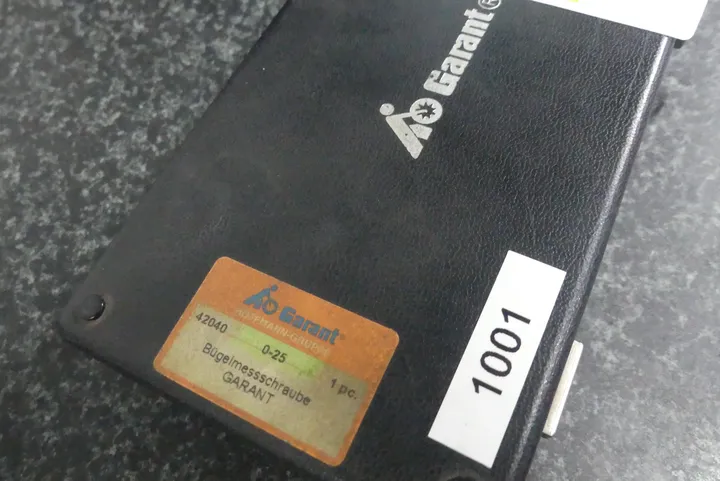 Garant®
Garant®
HOFFMANN-GRUPPE
42040 0-25 1 pc.
Bügelmessschraube
GARANT
1001